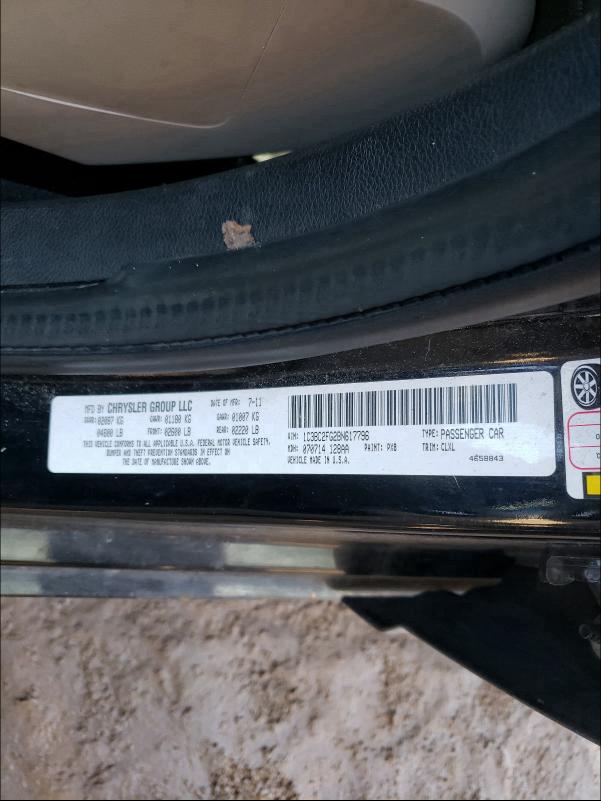 MFD BY CHRYSLER GROUP LLC DATE OF MFR: 7-11
GVWR: 02087 KG GAWR: 01180 KG GAWR: 01007 KG
04600 LB FRONT: 02600 LB REAR: 02220 LB
THIS VEHICLE CONFORMS TO ALL APPLICABLE U.S.A. FEDERAL MOTOR VEHICLE SAFETY,
BUMPER AND THEFT PREVENTION STANDARDS IN EFFECT ON
THE DATE OF MANUFACTURE SHOWN ABOVE
VIN: 1C3BC2FG2BN617796 TYPE: PASSENGER CAR
MDH: 070714 128AA PAINT: PXB TRIM: CLXL
VEHICLE MADE IN U.S.A. 4658843